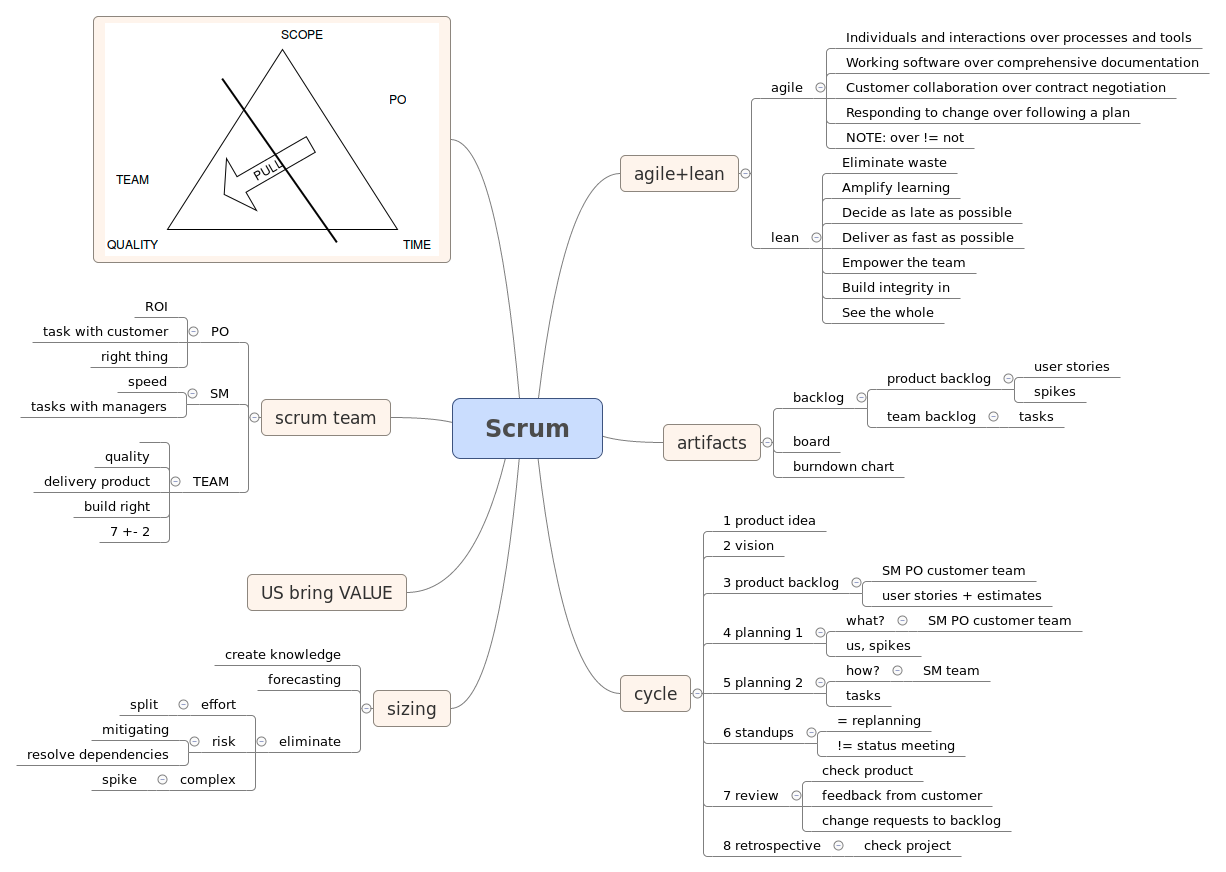 SCOPE
PO
PULL
TEAM
QUALITY
TIME
ROI
task with customer
right thing
PO
speed
tasks with managers
SM
quality
delivery product
build right
7 +- 2
TEAM
scrum team
US bring VALUE
create knowledge
forecasting
split
effort
mitigating
resolve dependencies
risk
spike
complex
eliminate
sizing
Scrum
agile+lean
agile
Individuals and interactions over processes and tools
Working software over comprehensive documentation
Customer collaboration over contract negotiation
Responding to change over following a plan
NOTE: over != not
lean
Eliminate waste
Amplify learning
Decide as late as possible
Deliver as fast as possible
Empower the team
Build integrity in
See the whole
artifacts
backlog
product backlog
user stories
spikes
team backlog
tasks
board
burndown chart
cycle
1 product idea
2 vision
3 product backlog
SM PO customer team
user stories + estimates
4 planning 1
what?
SM PO customer team
us, spikes
5 planning 2
how?
SM team
tasks
6 standups
= replanning
!= status meeting
7 review
check product
feedback from customer
change requests to backlog
8 retrospective
check project